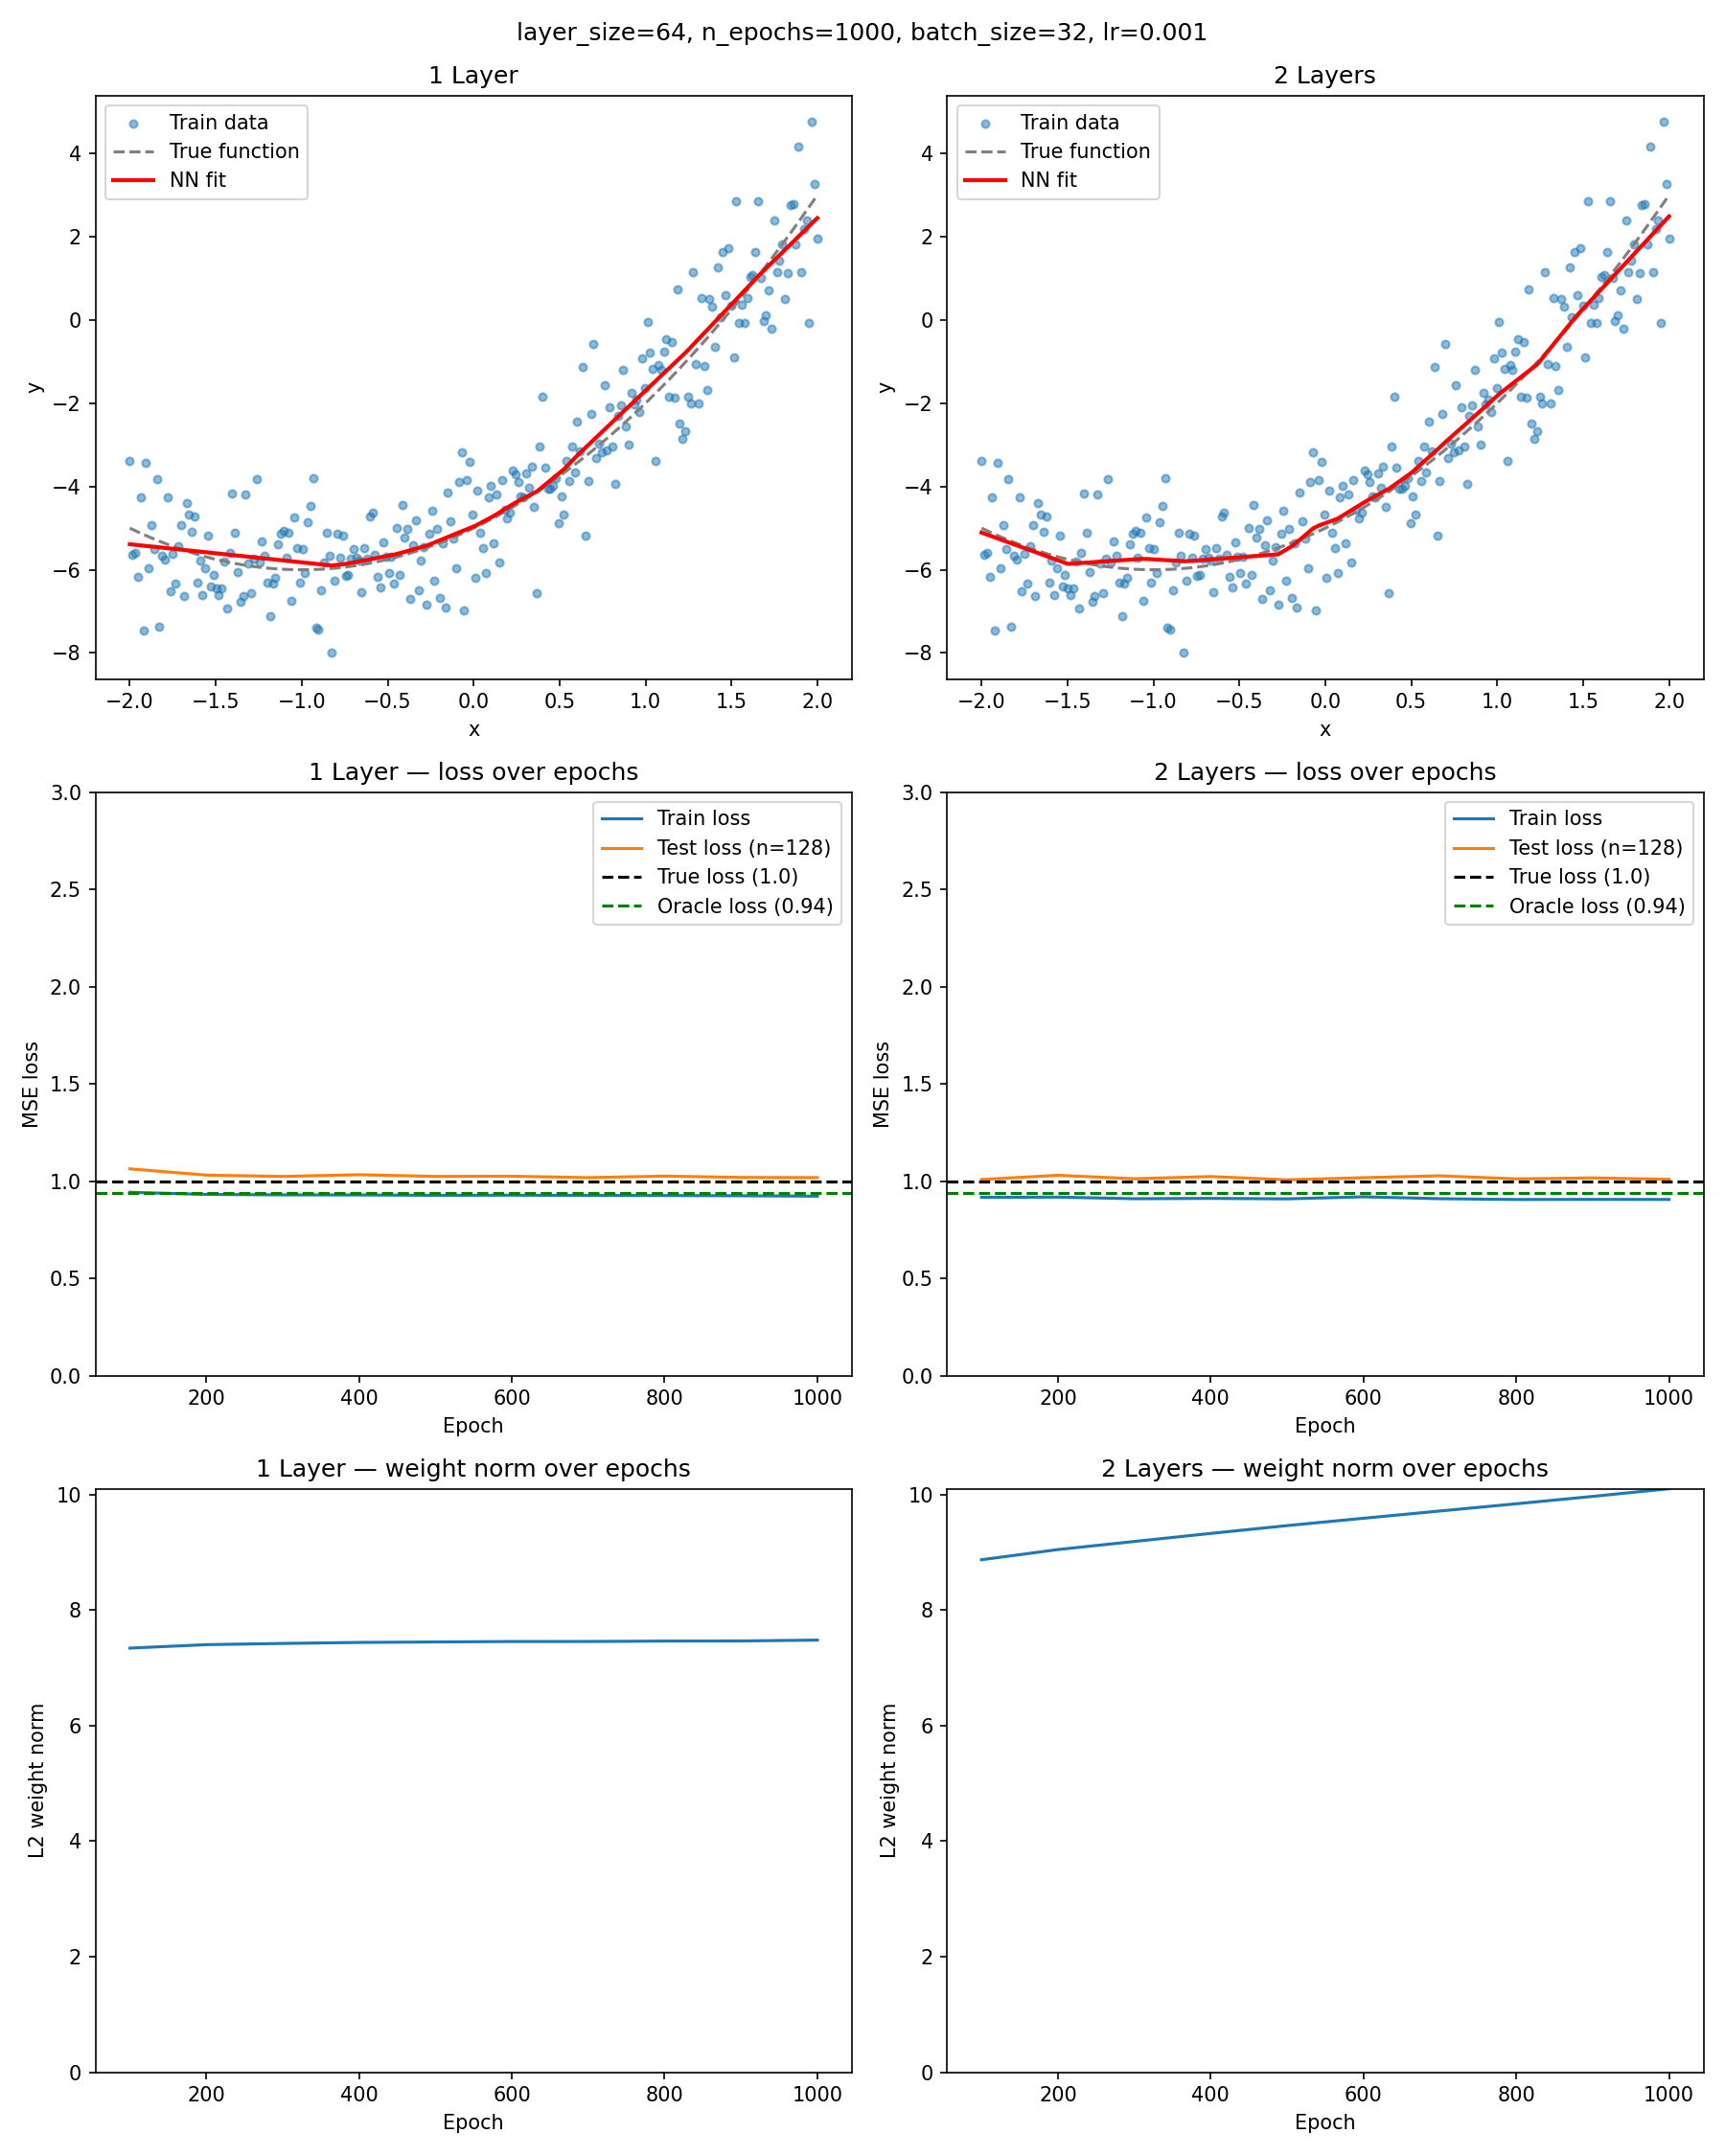 layer_size=64, n_epochs=1000, batch_size=32, lr=0.001
1 Layer
Train data
True function
NN fit
y
4
2
0
−2
−4
−6
−8
−2.0 −1.5 −1.0 −0.5 0.0 0.5 1.0 1.5 2.0
x
2 Layers
Train data
True function
NN fit
y
4
2
0
−2
−4
−6
−8
−2.0 −1.5 −1.0 −0.5 0.0 0.5 1.0 1.5 2.0
x
1 Layer — loss over epochs
Train loss
Test loss (n=128)
True loss (1.0)
Oracle loss (0.94)
MSE loss
3.0
2.5
2.0
1.5
1.0
0.5
0.0
200 400 600 800 1000
Epoch
2 Layers — loss over epochs
Train loss
Test loss (n=128)
True loss (1.0)
Oracle loss (0.94)
MSE loss
3.0
2.5
2.0
1.5
1.0
0.5
0.0
200 400 600 800 1000
Epoch
1 Layer — weight norm over epochs
L2 weight norm
10
8
6
4
2
0
200 400 600 800 1000
Epoch
2 Layers — weight norm over epochs
L2 weight norm
10
8
6
4
2
0
200 400 600 800 1000
Epoch